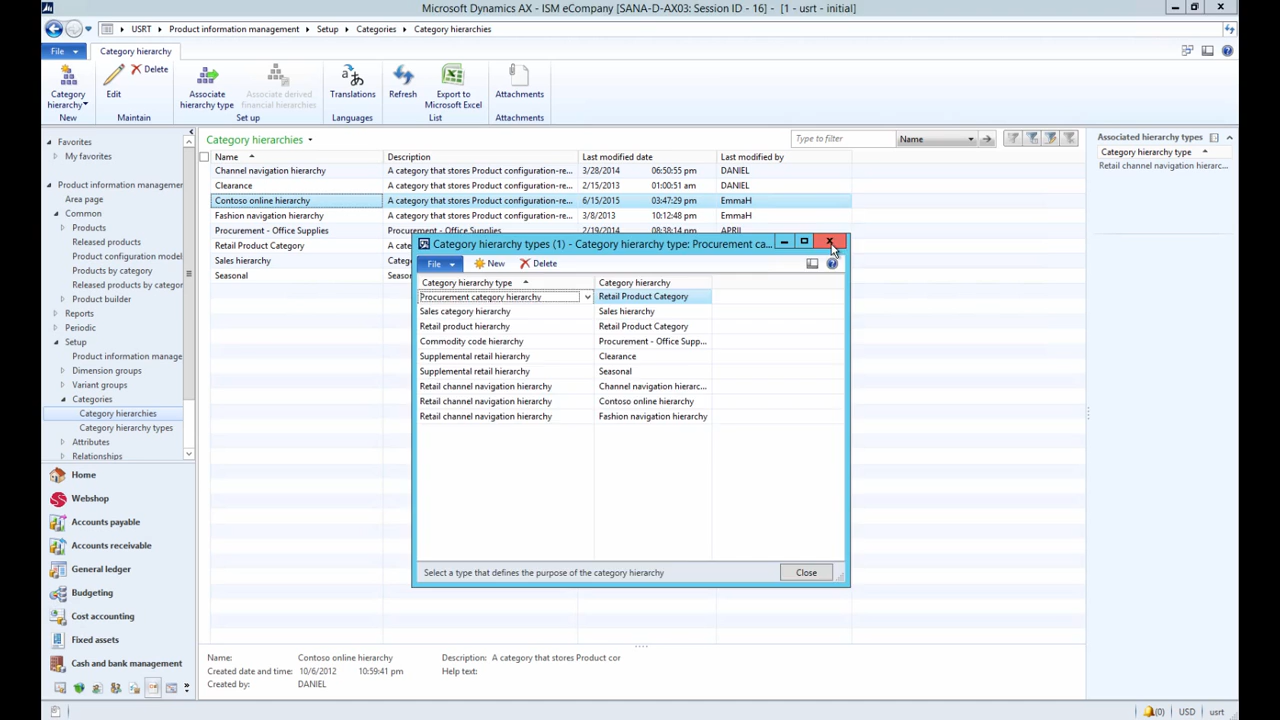 Microsoft Dynamics AX - ISM eCompany [SANA-D-AX03: Session ID - 16] - [1 - usrt - initial]
USRT Product information management Setup Categories Category hierarchies
File Category hierarchy
Category hierarchy
Edit
Delete
Associate hierarchy type
Associate derived financial hierarchies
Translations
Refresh
Export to Microsoft Excel
Attachments
New Maintain Set up Languages List Attachments
Favorites
My favorites
Product information managemer
Area page
Common
Products
Released products
Product configuration model
Products by category
Released products by categor
Product builder
Reports
Periodic
Setup
Product information manage
Dimension groups
Variant groups
Categories
Category hierarchies
Category hierarchy types
Attributes
Relationships
Home
Webshop
Accounts payable
Accounts receivable
General ledger
Budgeting
Cost accounting
Fixed assets
Cash and bank management
Category hierarchies
Type to filter Name
Name Description Last modified date Last modified by
Channel navigation hierarchy A category that stores Product configuration-re... 3/28/2014 06:50:55 pm DANIEL
Clearance A category that stores Product configuration-re... 2/15/2013 01:00:51 am DANIEL
Contoso online hierarchy A category that stores Product configuration-re... 6/15/2015 03:47:29 pm EmmaH
Fashion navigation hierarchy A category that stores Product configuration-re... 3/8/2013 10:12:48 pm EmmaH
Procurement - Office Supplies Procurement - Office Supplies 2/19/2014 08:38:14 pm APRIL
Retail Product Category A cate
Sales hierarchy Categ
Seasonal A cate
Category hierarchy types (1) - Category hierarchy type: Procurement ca...
File New Delete
Category hierarchy type Category hierarchy
Procurement category hierarchy Retail Product Category
Sales category hierarchy Sales hierarchy
Retail product hierarchy Retail Product Category
Commodity code hierarchy Procurement - Office Supp...
Supplemental retail hierarchy Clearance
Supplemental retail hierarchy Seasonal
Retail channel navigation hierarchy Channel navigation hierarc...
Retail channel navigation hierarchy Contoso online hierarchy
Retail channel navigation hierarchy Fashion navigation hierarchy
Select a type that defines the purpose of the category hierarchy Close
Associated hierarchy types
Category hierarchy type
Retail channel navigation hierarc...
Name: Contoso online hierarchy Description: A category that stores Product cor
Created date and time: 10/6/2012 10:59:41 pm Help text:
Created by: DANIEL
(0) USD usrt